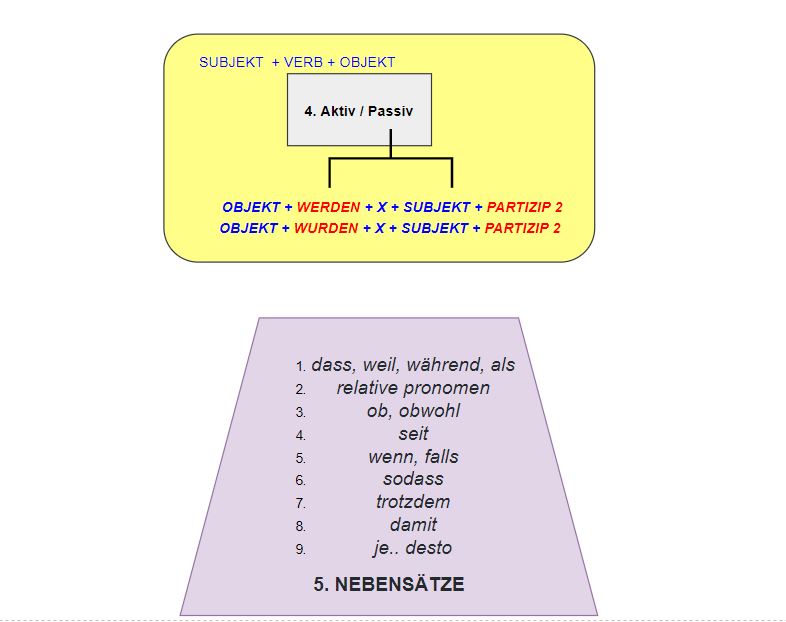 SUBJEKT + VERB + OBJEKT
4. Aktiv / Passiv
OBJEKT + WERDEN + X + SUBJEKT + PARTIZIP 2
OBJEKT + WURDEN + X + SUBJEKT + PARTIZIP 2
1. dass, weil, während, als
2. relative pronomen
3. ob, obwohl
4. seit
5. wenn, falls
6. sodass
7. trotzdem
8. damit
9. je.. desto
5. NEBENSÄTZE